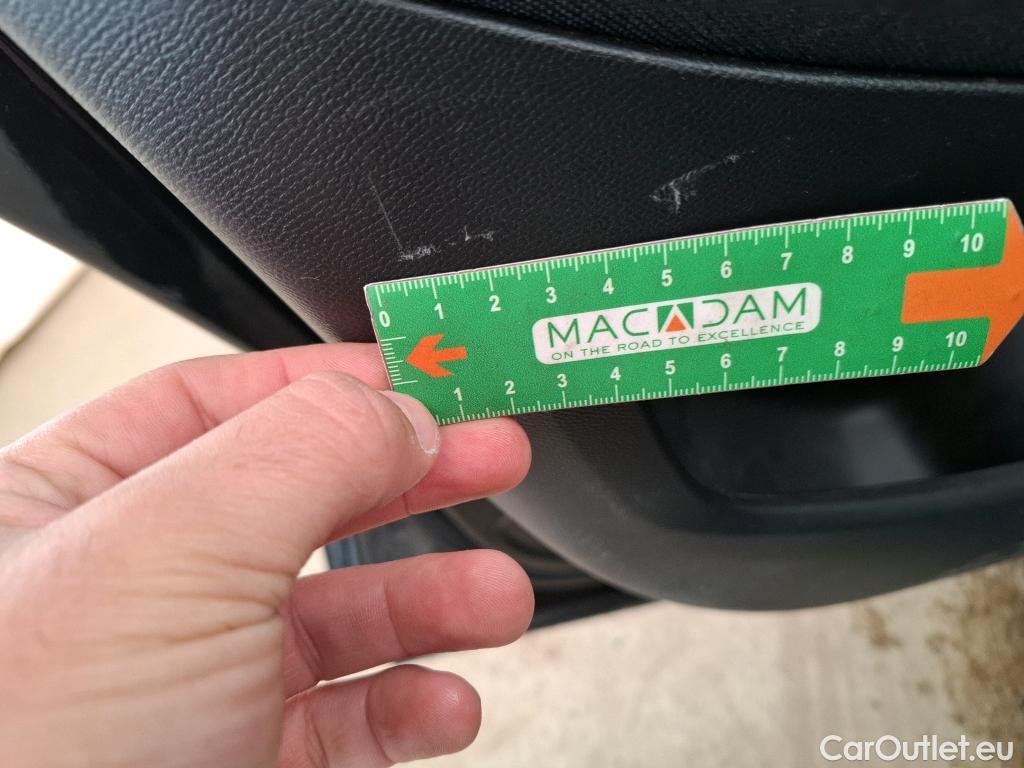 0 1 2 3 4 5 6 7 8 9 10
MACADAM
ON THE ROAD TO EXCELLENCE
1 2 3 4 5 6 7 8 9 10
CarOutlet.eu